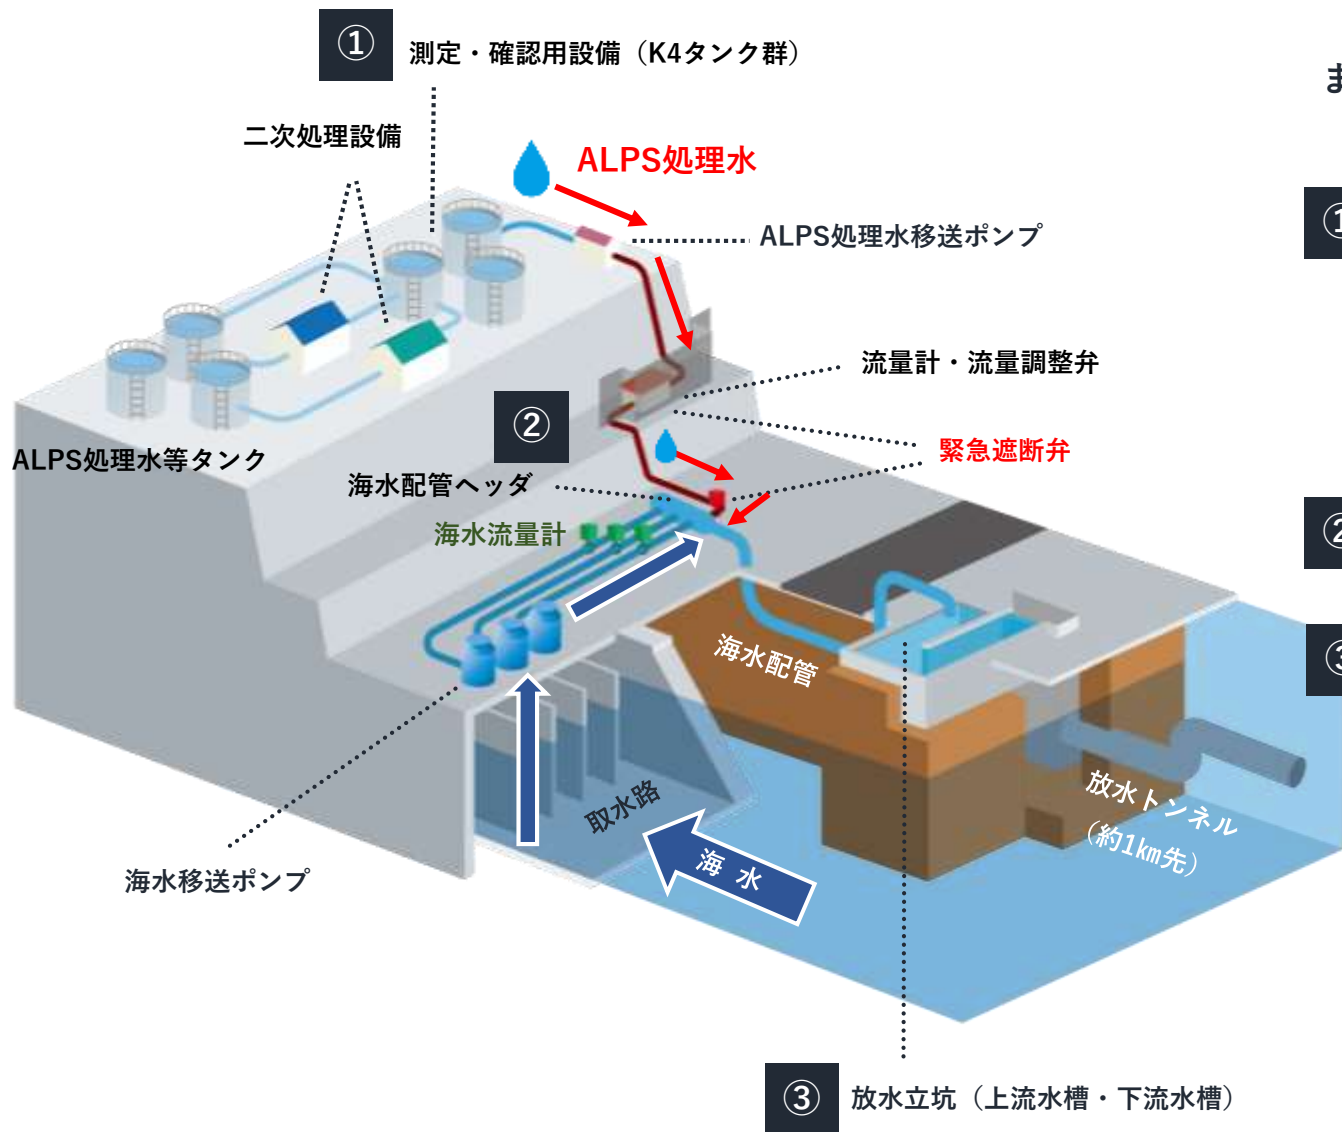 ① 測定・確認用設備（K4タンク群）
ま
二次処理設備
ALPS処理水
①
ALPS処理水移送ポンプ
流量計・流量調整弁
②
緊急遮断弁
ALPS処理水等タンク
海水配管ヘッダ
海水流量計
②
海水配管
③
取水路
放水トンネル
（約1km先）
海水
海水移送ポンプ
③ 放水立坑（上流水槽・下流水槽）